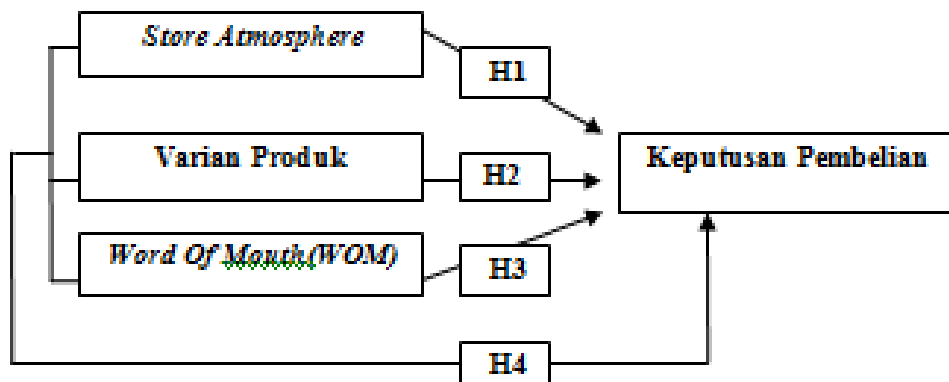 Store Atmosphere
H1
Varian Produk
H2
Keputusan Pembelian
Word Of Mouth(WOM)
H3
H4